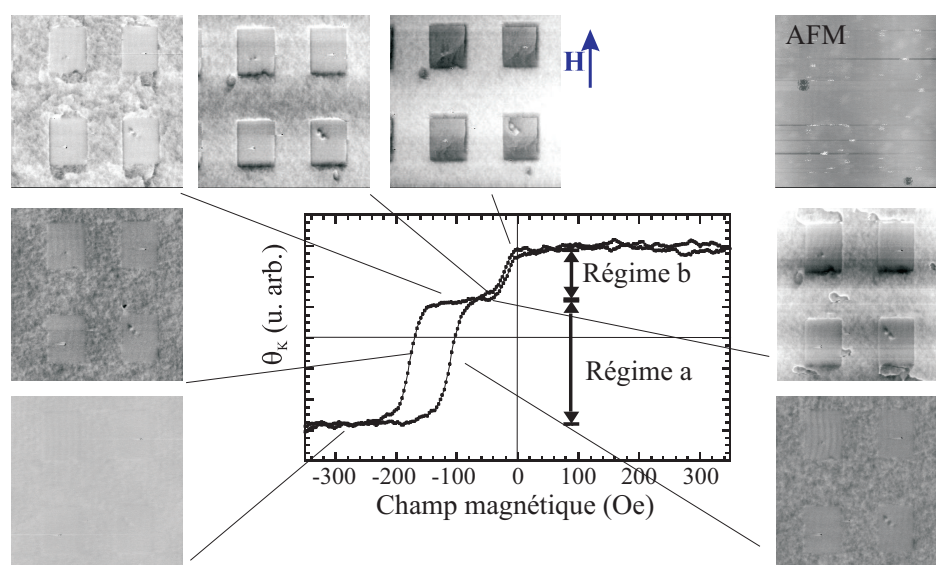 H
AFM
θK (u. arb.)
Régime b
Régime a
-300 -200 -100 0 100 200 300
Champ magnétique (Oe)